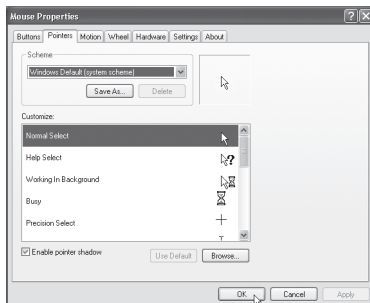 Mouse Properties
Buttons Pointers Motion Wheel Hardware Settings About
Scheme
Windows Default (system scheme)
Save As... Delete
Customize:
Normal Select
Help Select
Working In Background
Busy
Precision Select
Enable pointer shadow
Use Default Browse...
OK Cancel Apply